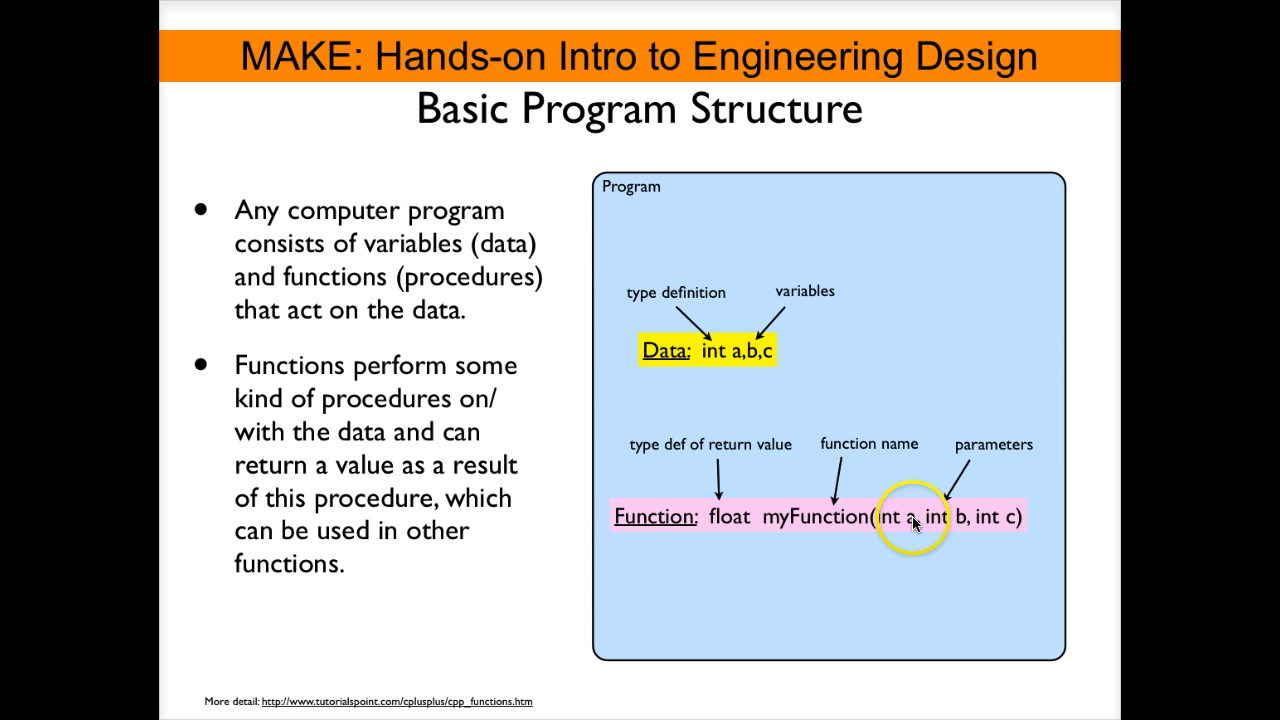 MAKE: Hands-on Intro to Engineering Design
Basic Program Structure
• Any computer program
consists of variables (data)
and functions (procedures)
that act on the data.
• Functions perform some
kind of procedures on/
with the data and can
return a value as a result
of this procedure, which
can be used in other
functions.
Program
type definition
variables
Data: int a,b,c
type def of return value
function name
parameters
Function: float myFunction(int a, int b, int c)
More detail: http://www.tutorialspoint.com/cplusplus/cpp_functions.htm